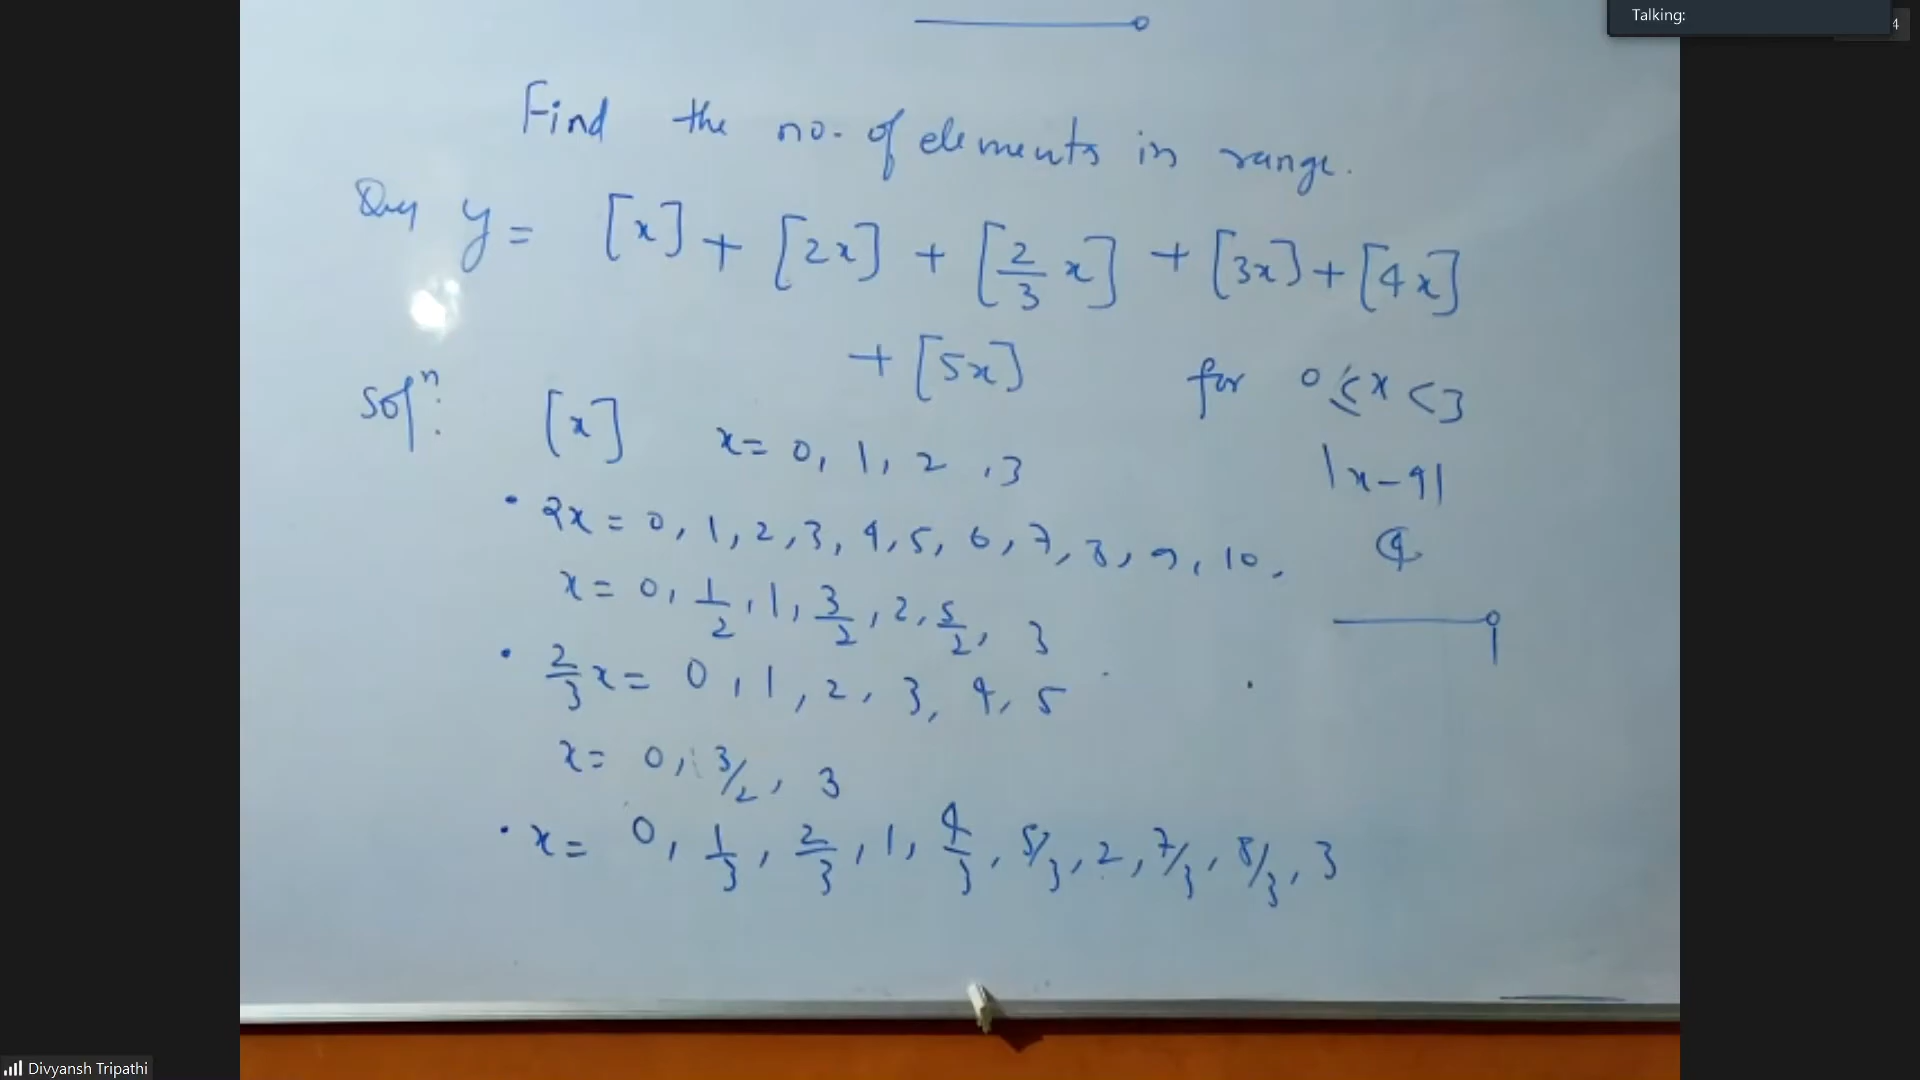 Talking:
4
Find the no. of elements in range.
Que y = [x] + [2x] + [2/3 x] + [3x] + [4x]
+ [5x] for 0 ≤ x < 3
Solⁿ: [x] x = 0, 1, 2, 3
|x-4|
• 2x = 0, 1, 2, 3, 4, 5, 6, 7, 8, 9, 10,
4
x = 0, 1/2, 1, 3/2, 2, 5/2, 3
• 2/3 x = 0, 1, 2, 3, 4, 5
x = 0, 3/2, 3
• x = 0, 1/3, 2/3, 1, 4/3, 5/3, 2, 7/3, 8/3, 3
Divyansh Tripathi